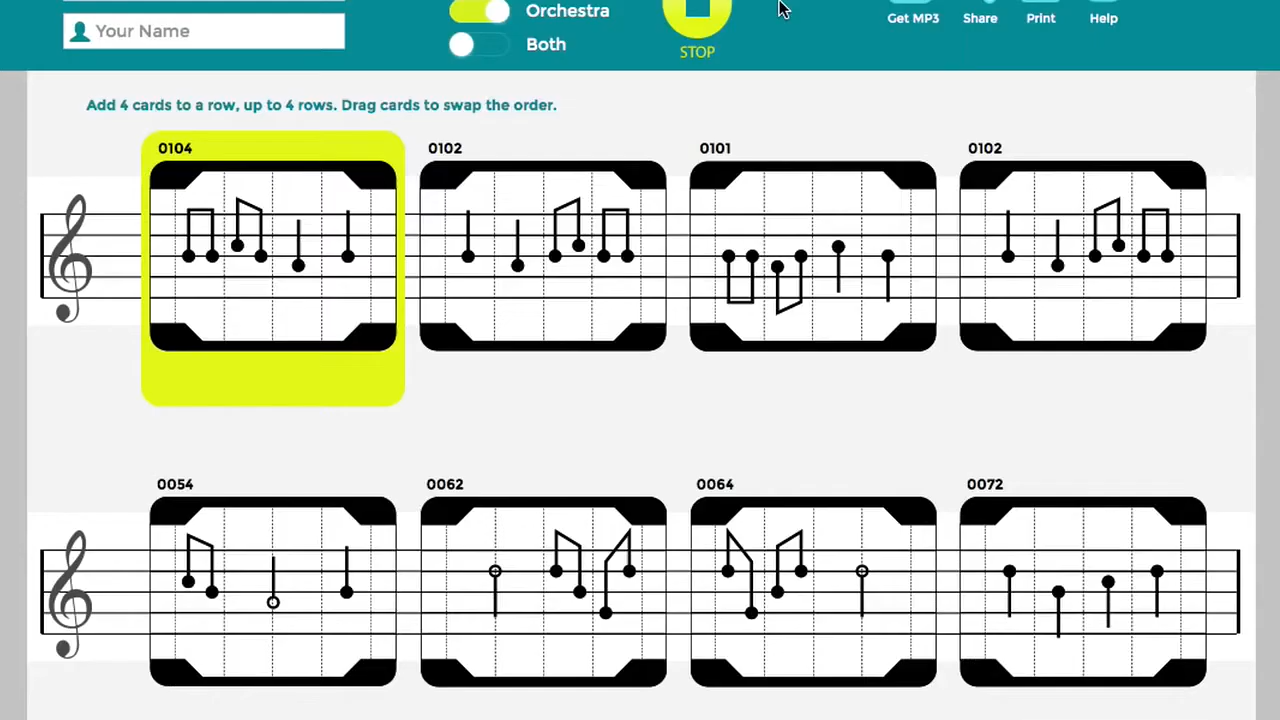 Orchestra
Your Name
Both
STOP
Get MP3 Share Print Help
Add 4 cards to a row, up to 4 rows. Drag cards to swap the order.
0104 0102 0101 0102
0054 0062 0064 0072